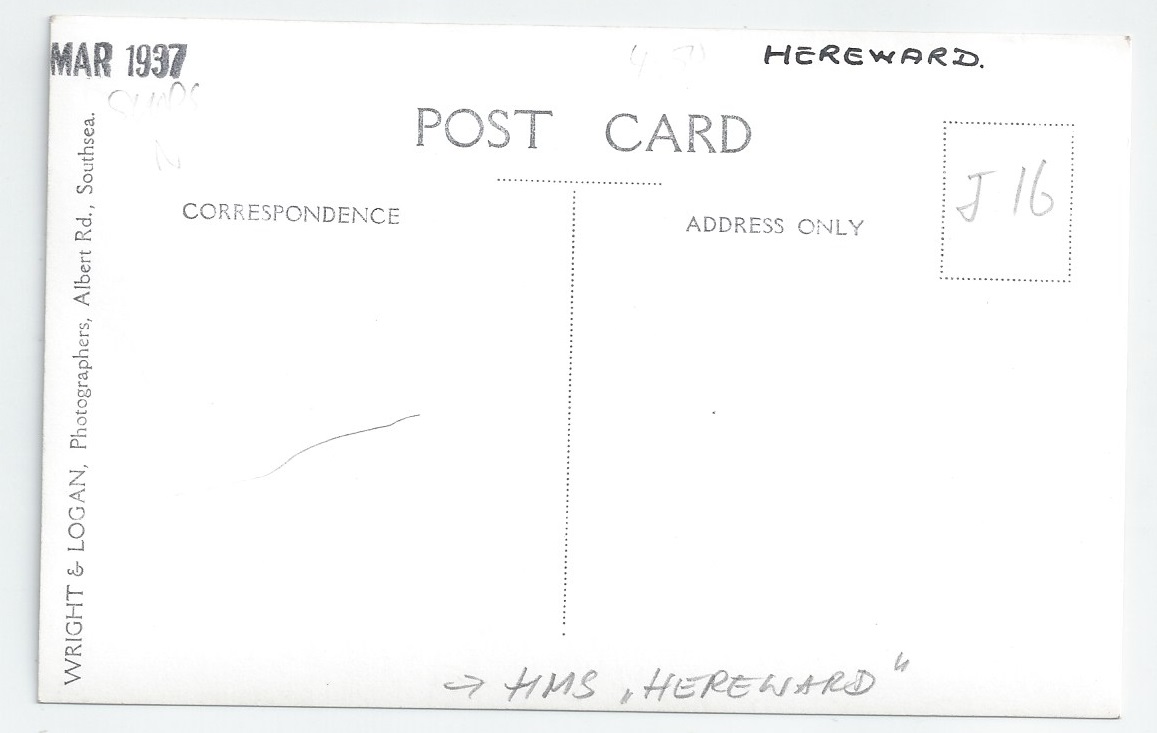 MAR 1937
HEREWARD.
POST CARD
CORRESPONDENCE
ADDRESS ONLY
J 16
WRIGHT & LOGAN, Photographers, Albert Rd., Southsea.
→ HMS „HEREWARD"